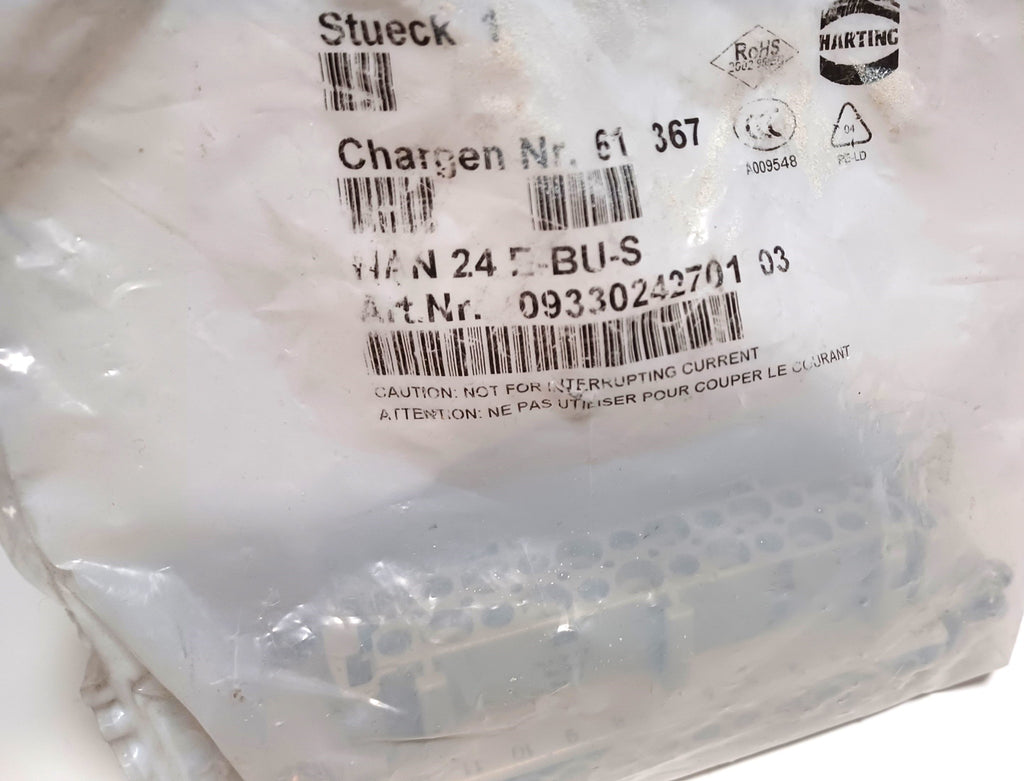 Stueck 1
RoHS
HARTING
Chargen Nr. 61 367
04
PE-LD
A009548
HAN 24 E-BU-S
Art.Nr. 09330242701 03
CAUTION: NOT FOR INTERRUPTING CURRENT
ATTENTION: NE PAS UTILISER POUR COUPER LE COURANT